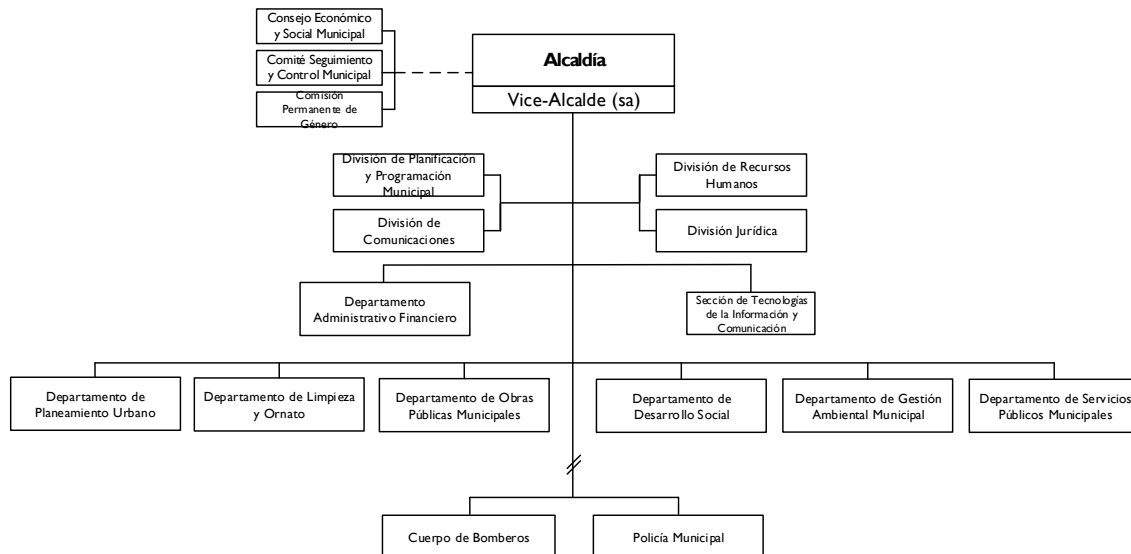 Consejo Económico
y Social Municipal
Comité Seguimiento
y Control Municipal
Comisión
Permanente de
Género
Alcaldía
Vice-Alcalde (sa)
División de Planificación
y Programación
Municipal
División de Recursos
Humanos
División de
Comunicaciones
División Jurídica
Departamento
Administrativo Financiero
Sección de Tecnologías
de la Información y
Comunicación
Departamento de
Planeamiento Urbano
Departamento de Limpieza
y Ornato
Departamento de Obras
Públicas Municipales
Departamento de
Desarrollo Social
Departamento de Gestión
Ambiental Municipal
Departamento de Servicios
Públicos Municipales
Cuerpo de Bomberos
Policía Municipal